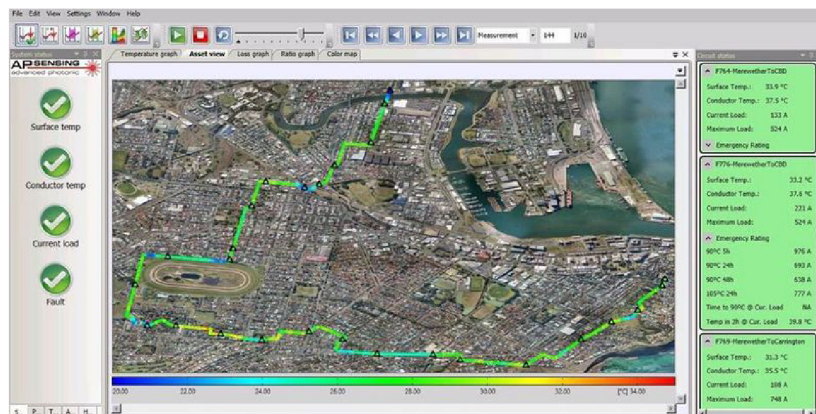 File Edit View Settings Window Help
Measurement 844 1/10
System status
Temperature graph Asset view Loss graph Ratio graph Color map
Circuit status
AP SENSING
advanced photonic
Surface temp
Conductor temp
Current load
Fault
S... P... T... A... H...
20.00 22.00 24.00 26.00 28.00 30.00 32.00 [°C] 34.00
F764-MerewetherToCBD
Surface Temp.: 33.9 °C
Conductor Temp.: 37.5 °C
Current Load: 133 A
Maximum Load: 524 A
Emergency Rating
F776-MerewetherToCBD
Surface Temp.: 33.2 °C
Conductor Temp.: 37.6 °C
Current Load: 221 A
Maximum Load: 524 A
Emergency Rating
90°C 5h 975 A
90°C 24h 693 A
90°C 48h 638 A
105°C 24h 777 A
Time to 90°C @ Cur. Load NA
Temp in 2h @ Cur. Load 39.8 °C
F769-MerewetherToCarrington
Surface Temp.: 31.3 °C
Conductor Temp.: 35.5 °C
Current Load: 188 A
Maximum Load: 748 A